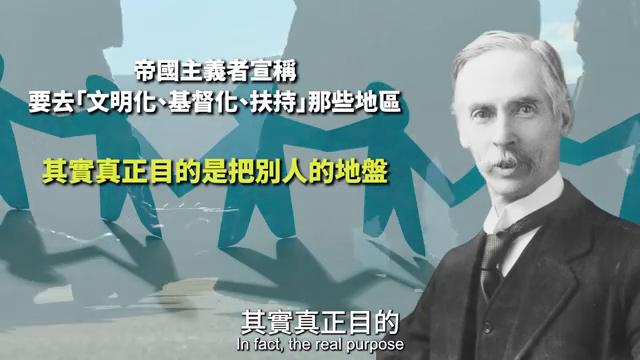 帝國主義者宣稱
要去「文明化、基督化、扶持」那些地區
其實真正目的是把別人的地盤
其實真正目的
In fact, the real purpose